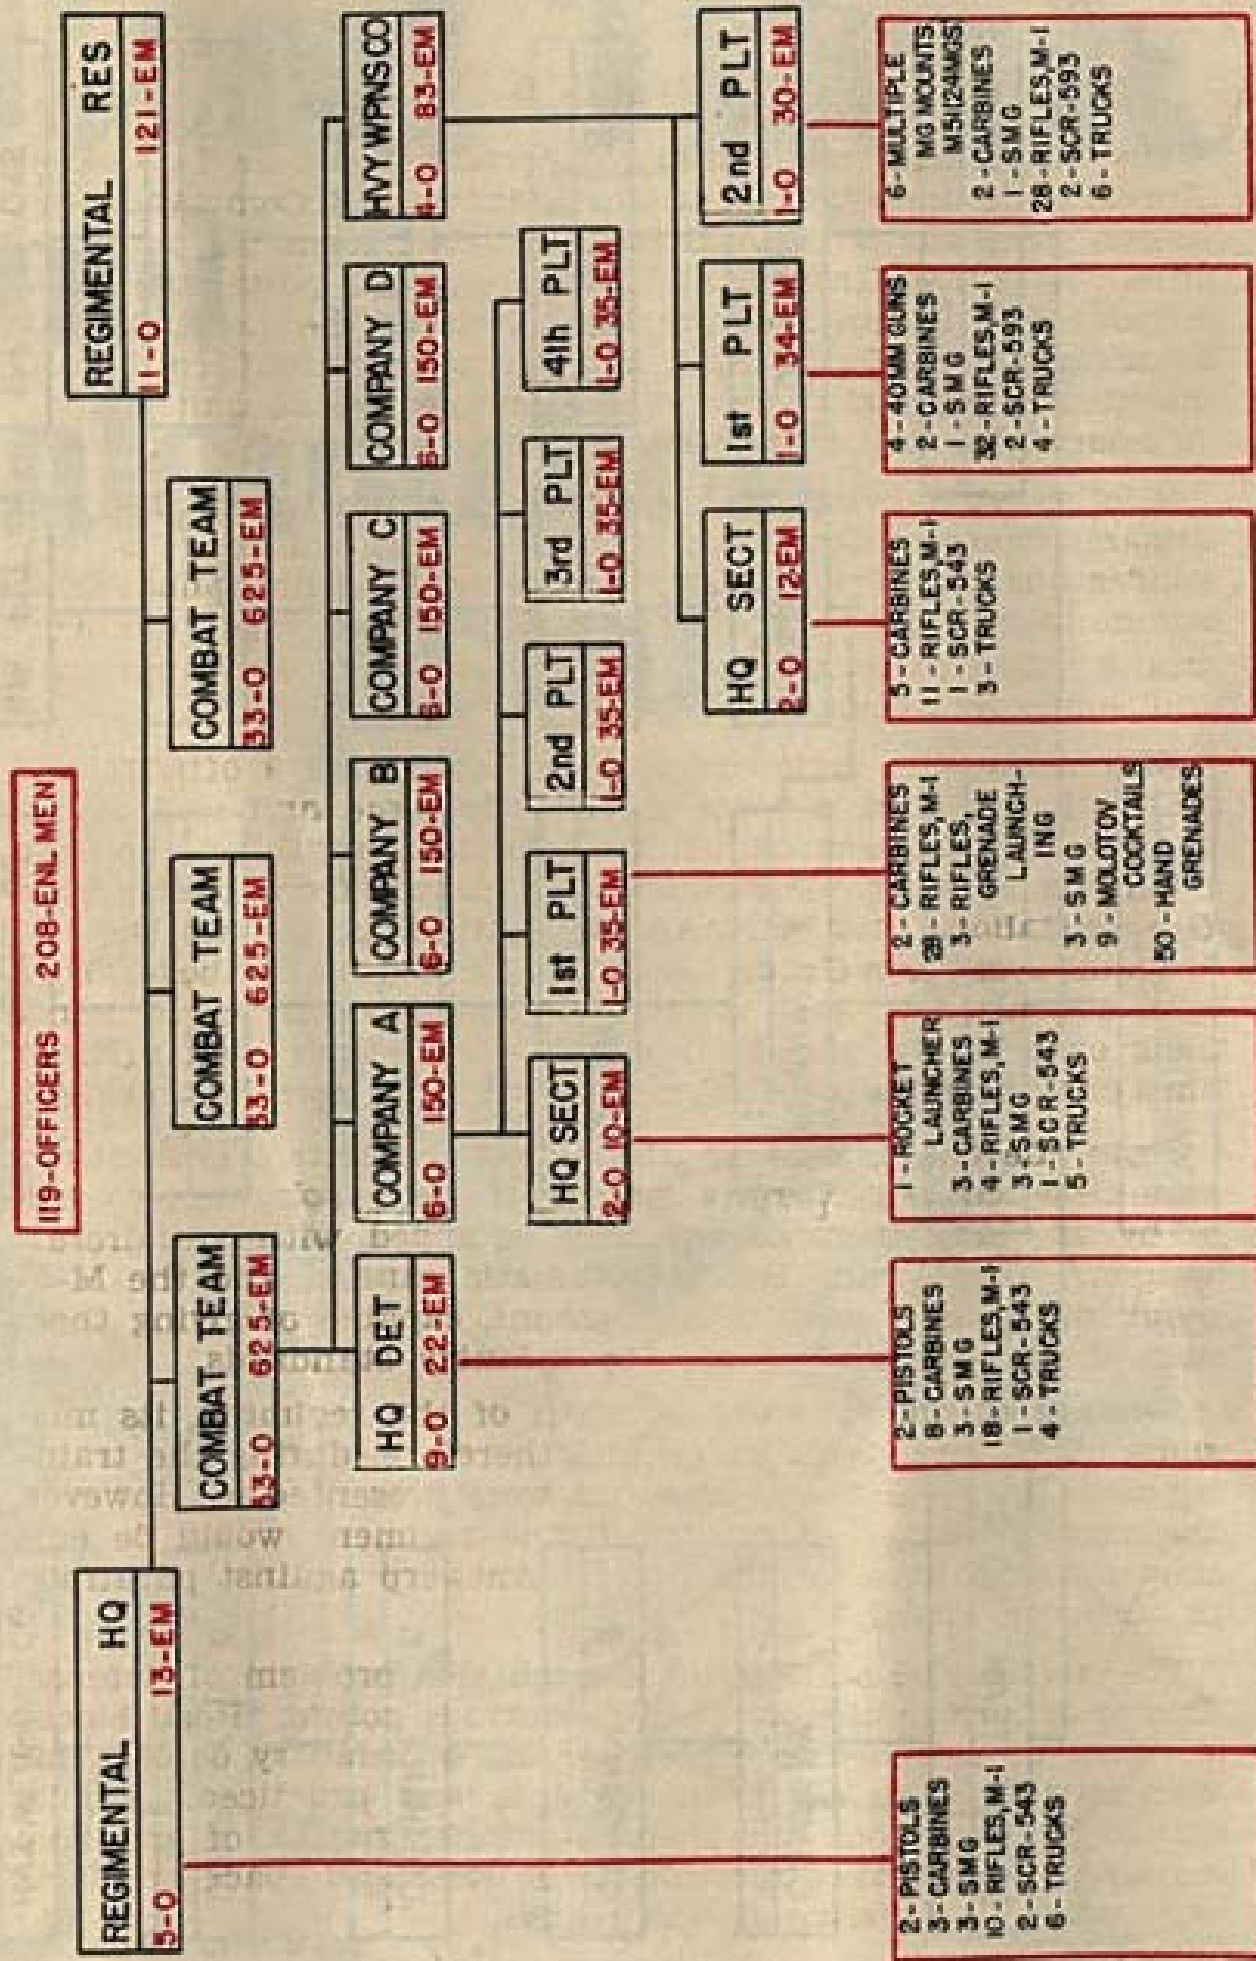 119-OFFICERS 208-ENL MEN
REGIMENTAL HQ
5-O 13-EM
REGIMENTAL RES
11-O 121-EM
COMBAT TEAM
33-O 625-EM
COMBAT TEAM
33-O 625-EM
COMBAT TEAM
33-O 625-EM
HQ DET
9-O 22-EM
COMPANY A
6-O 150-EM
COMPANY B
6-O 150-EM
COMPANY C
6-O 150-EM
COMPANY D
6-O 150-EM
HVY WPNS CO
4-O 83-EM
HQ SECT
2-O 10-EM
1st PLT
1-O 35-EM
2nd PLT
1-O 35-EM
3rd PLT
1-O 35-EM
4th PLT
1-O 35-EM
HQ SECT
2-O 12-EM
1st PLT
1-O 34-EM
2nd PLT
1-O 30-EM
2-PISTOLS
3-CARBINES
3-SMG
10-RIFLES,M-1
2-SCR-543
6-TRUCKS
2-PISTOLS
8-CARBINES
3-SMG
18-RIFLES,M-1
1-SCR-543
4-TRUCKS
1-ROCKET
LAUNCHER
3-CARBINES
4-RIFLES,M-1
3-SMG
1-SCR-543
5-TRUCKS
2-CARBINES
28-RIFLES,M-1
3-RIFLES,
GRENADE
LAUNCH-
ING
3-SMG
9-MOLOTOV
COCKTAILS
50-HAND
GRENADES
5-CARBINES
11-RIFLES,M-1
1-SCR-543
3-TRUCKS
4-40MM GUNS
2-CARBINES
1-SMG
32-RIFLES,M-1
2-SCR-593
4-TRUCKS
6-MULTIPLE
MG MOUNTS
M51(24MGS)
2-CARBINES
1-SMG
28-RIFLES,M-1
2-SCR-593
6-TRUCKS